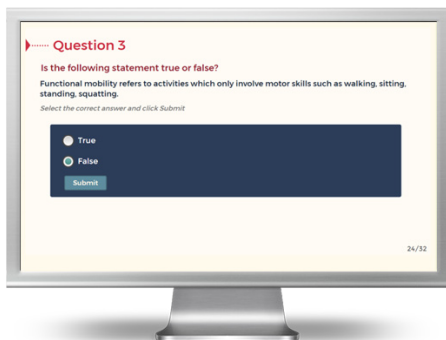 Question 3
Is the following statement true or false?
Functional mobility refers to activities which only involve motor skills such as walking, sitting,
standing, squatting.
Select the correct answer and click Submit
True
False
Submit
24/32